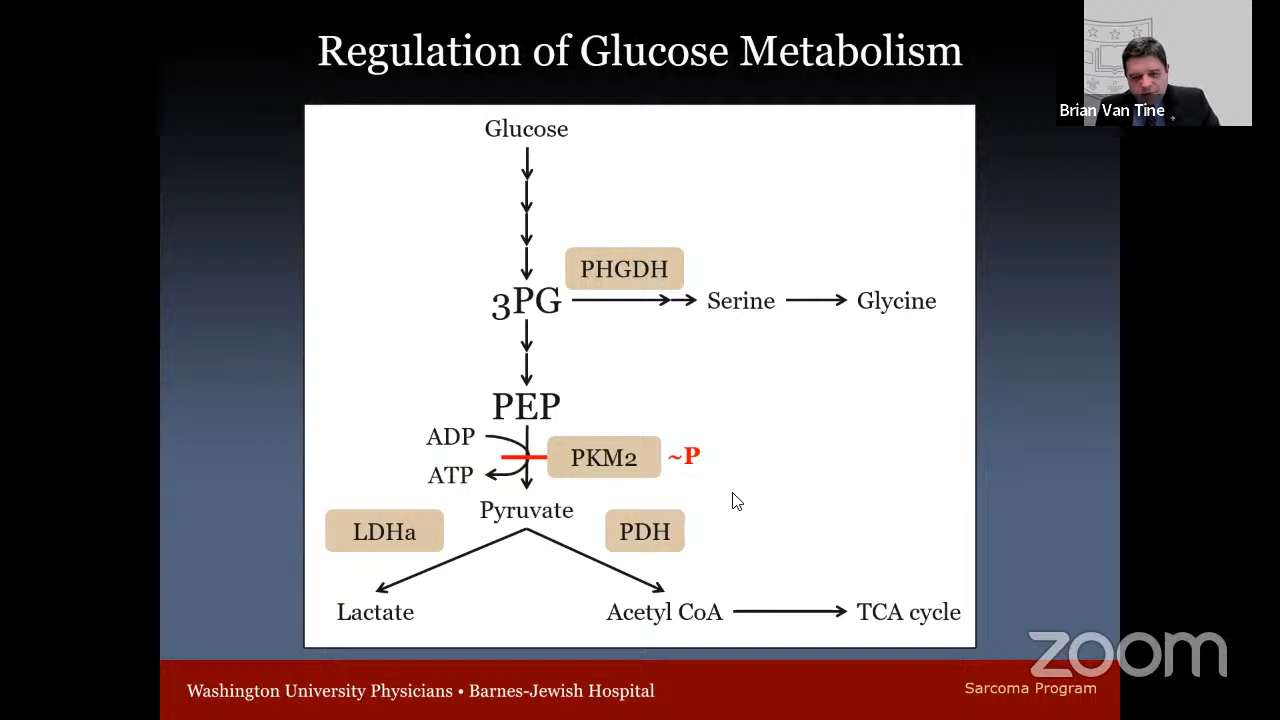 Regulation of Glucose Metabolism
Brian Van Tine
Glucose
PHGDH
3PG
Serine
Glycine
PEP
ADP
ATP
PKM2
~P
Pyruvate
LDHa
PDH
Lactate
Acetyl CoA
TCA cycle
zoom
Washington University Physicians • Barnes-Jewish Hospital
Sarcoma Program